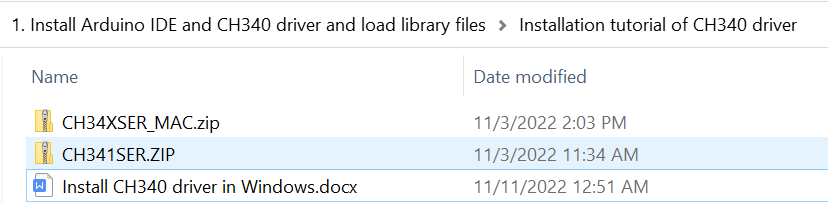 1. Install Arduino IDE and CH340 driver and load library files > Installation tutorial of CH340 driver
Name Date modified
CH34XSER_MAC.zip 11/3/2022 2:03 PM
CH341SER.ZIP 11/3/2022 11:34 AM
Install CH340 driver in Windows.docx 11/11/2022 12:51 AM